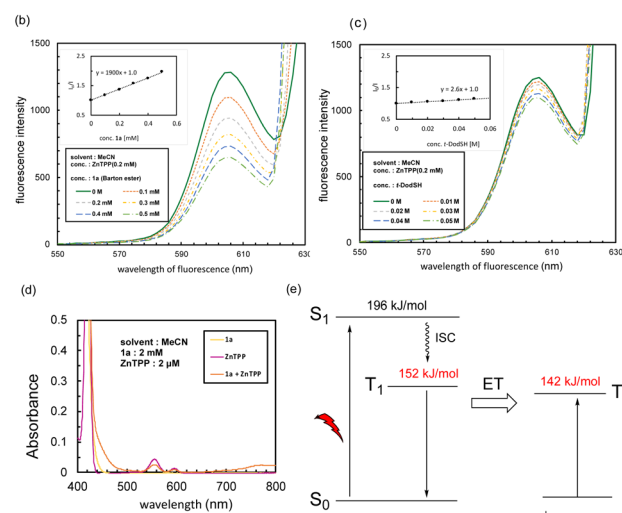 (b)
1500
1000
500
0
fluorescence intensity
2.5
1.5
0.5
I₀/I
y = 1900x + 1.0
0 0.2 0.4 0.6
conc. 1a [mM]
solvent : MeCN
conc. : ZnTPP(0.2 mM)
conc. : 1a (Barton ester)
0 M 0.1 mM
0.2 mM 0.3 mM
0.4 mM 0.5 mM
550 570 590 610 630
wavelength of fluorescence (nm)
(c)
1500
1000
500
0
fluorescence intensity
2.5
1.5
0.5
I₀/I
y = 2.6x + 1.0
0 0.02 0.04 0.06
conc. t-DodSH [M]
solvent : MeCN
conc. : ZnTPP(0.2 mM)
conc. : t-DodSH
0 M 0.01 M
0.02 M 0.03 M
0.04 M 0.05 M
550 570 590 610 630
wavelength of fluorescence (nm)
(d)
0.5
0.4
0.3
0.2
0.1
0
Absorbance
solvent : MeCN
1a : 2 mM
ZnTPP : 2 μM
1a
ZnTPP
1a + ZnTPP
400 500 600 700 800
wavelength (nm)
(e)
S₁
196 kJ/mol
ISC
T₁
152 kJ/mol
ET
142 kJ/mol
T
S₀